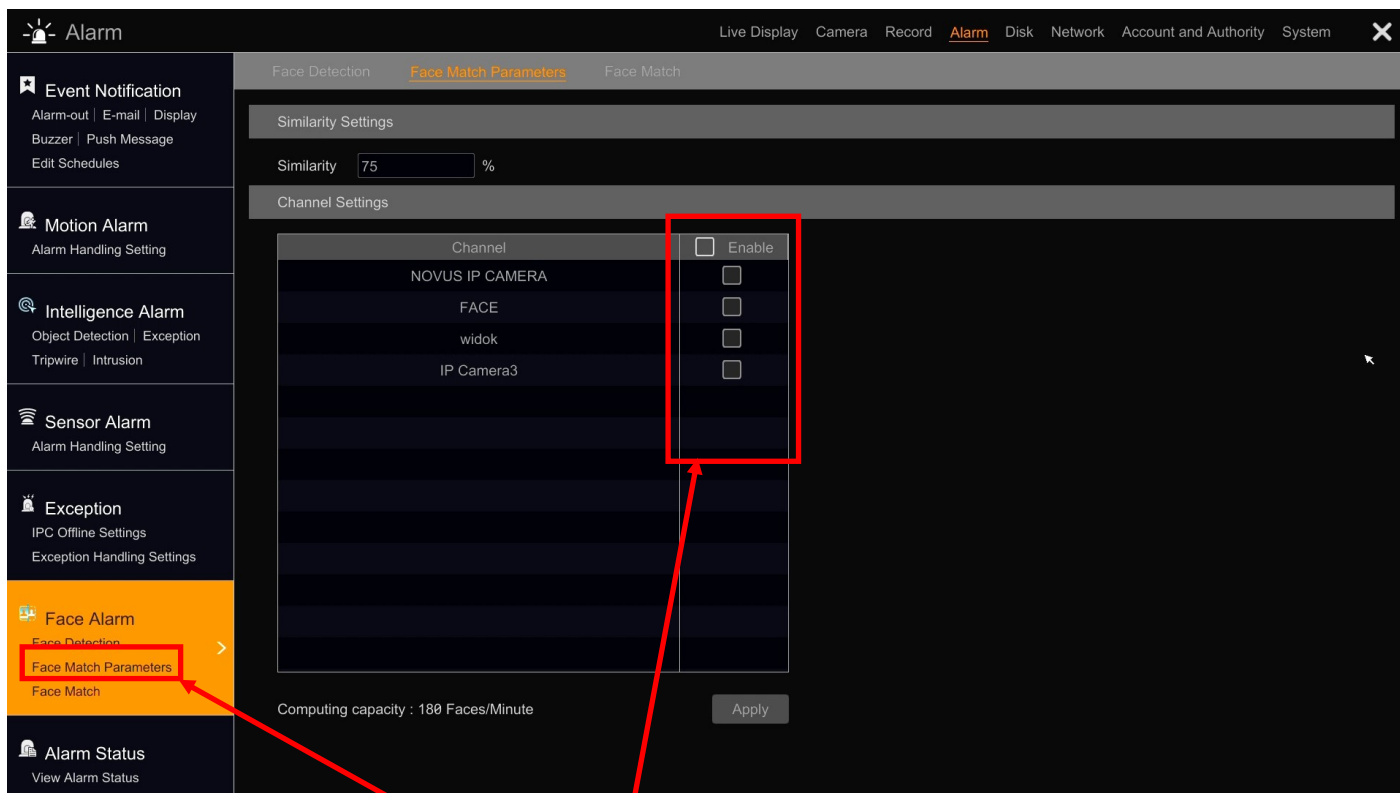 Alarm
Live Display Camera Record Alarm Disk Network Account and Authority System
Event Notification
Alarm-out | E-mail | Display
Buzzer | Push Message
Edit Schedules
Motion Alarm
Alarm Handling Setting
Intelligence Alarm
Object Detection | Exception
Tripwire | Intrusion
Sensor Alarm
Alarm Handling Setting
Exception
IPC Offline Settings
Exception Handling Settings
Face Alarm
Face Detection
Face Match Parameters
Face Match
Alarm Status
View Alarm Status
Face Detection Face Match Parameters Face Match
Similarity Settings
Similarity 75 %
Channel Settings
Channel Enable
NOVUS IP CAMERA
FACE
widok
IP Camera3
Computing capacity : 180 Faces/Minute
Apply